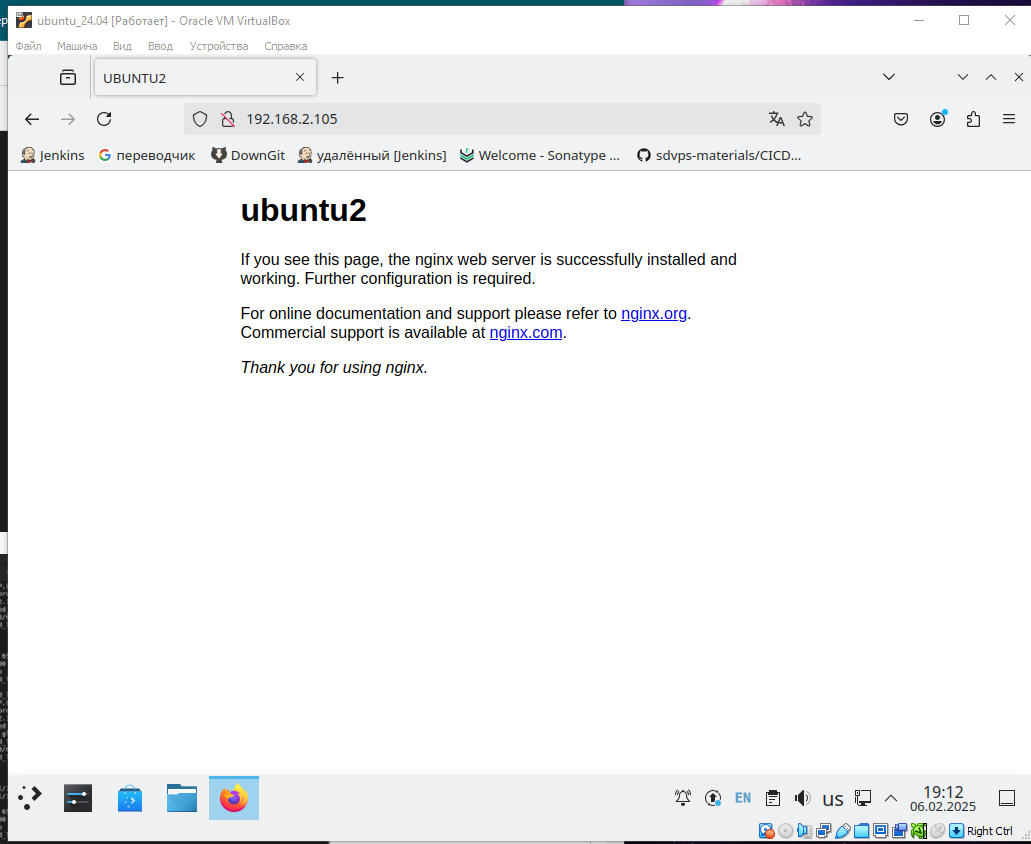 ubuntu_24.04 [Работает] - Oracle VM VirtualBox
Файл Машина Вид Ввод Устройства Справка
UBUNTU2
192.168.2.105
Jenkins переводчик DownGit удалённый [Jenkins] Welcome - Sonatype ... sdvps-materials/CICD...
ubuntu2
If you see this page, the nginx web server is successfully installed and
working. Further configuration is required.
For online documentation and support please refer to nginx.org.
Commercial support is available at nginx.com.
Thank you for using nginx.
EN us 19:12
06.02.2025
Right Ctrl